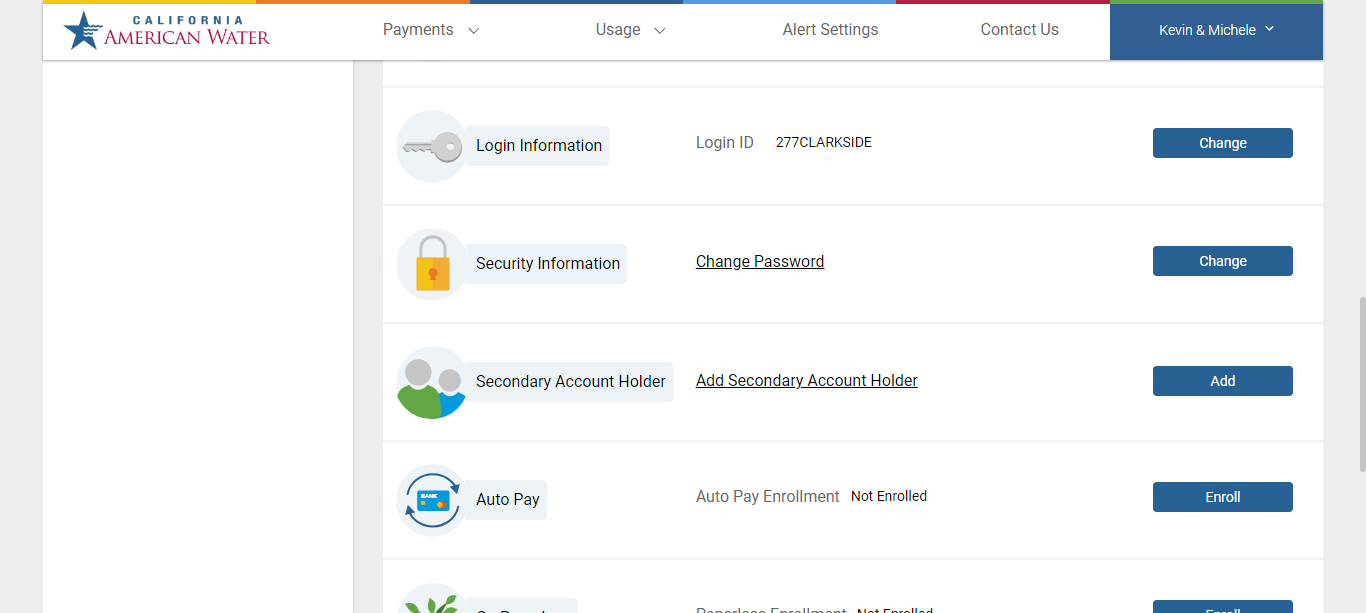 CALIFORNIA
AMERICAN WATER
Payments
Usage
Alert Settings
Contact Us
Kevin & Michele
Login Information
Login ID
277CLARKSIDE
Change
Security Information
Change Password
Change
Secondary Account Holder
Add Secondary Account Holder
Add
BANK
Auto Pay
Auto Pay Enrollment
Not Enrolled
Enroll
Paperless Enrollment
Not Enrolled
Enroll